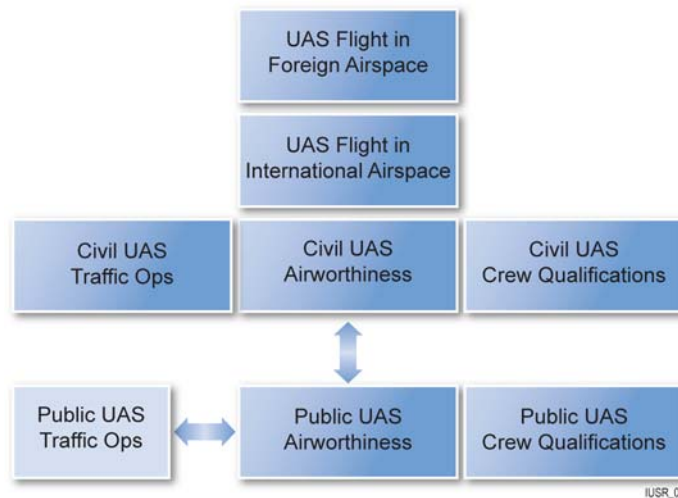 UAS Flight in
Foreign Airspace
UAS Flight in
International Airspace
Civil UAS
Traffic Ops
Civil UAS
Airworthiness
Civil UAS
Crew Qualifications
Public UAS
Traffic Ops
Public UAS
Airworthiness
Public UAS
Crew Qualifications